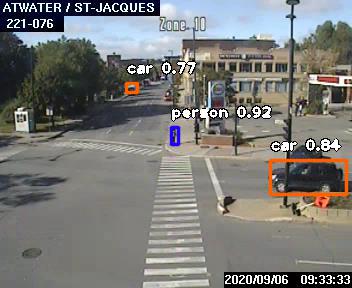 ATWATER / ST-JACQUES
221-076
Zone 10
car 0.77
person 0.92
car 0.84
2020/09/06 09:33:33